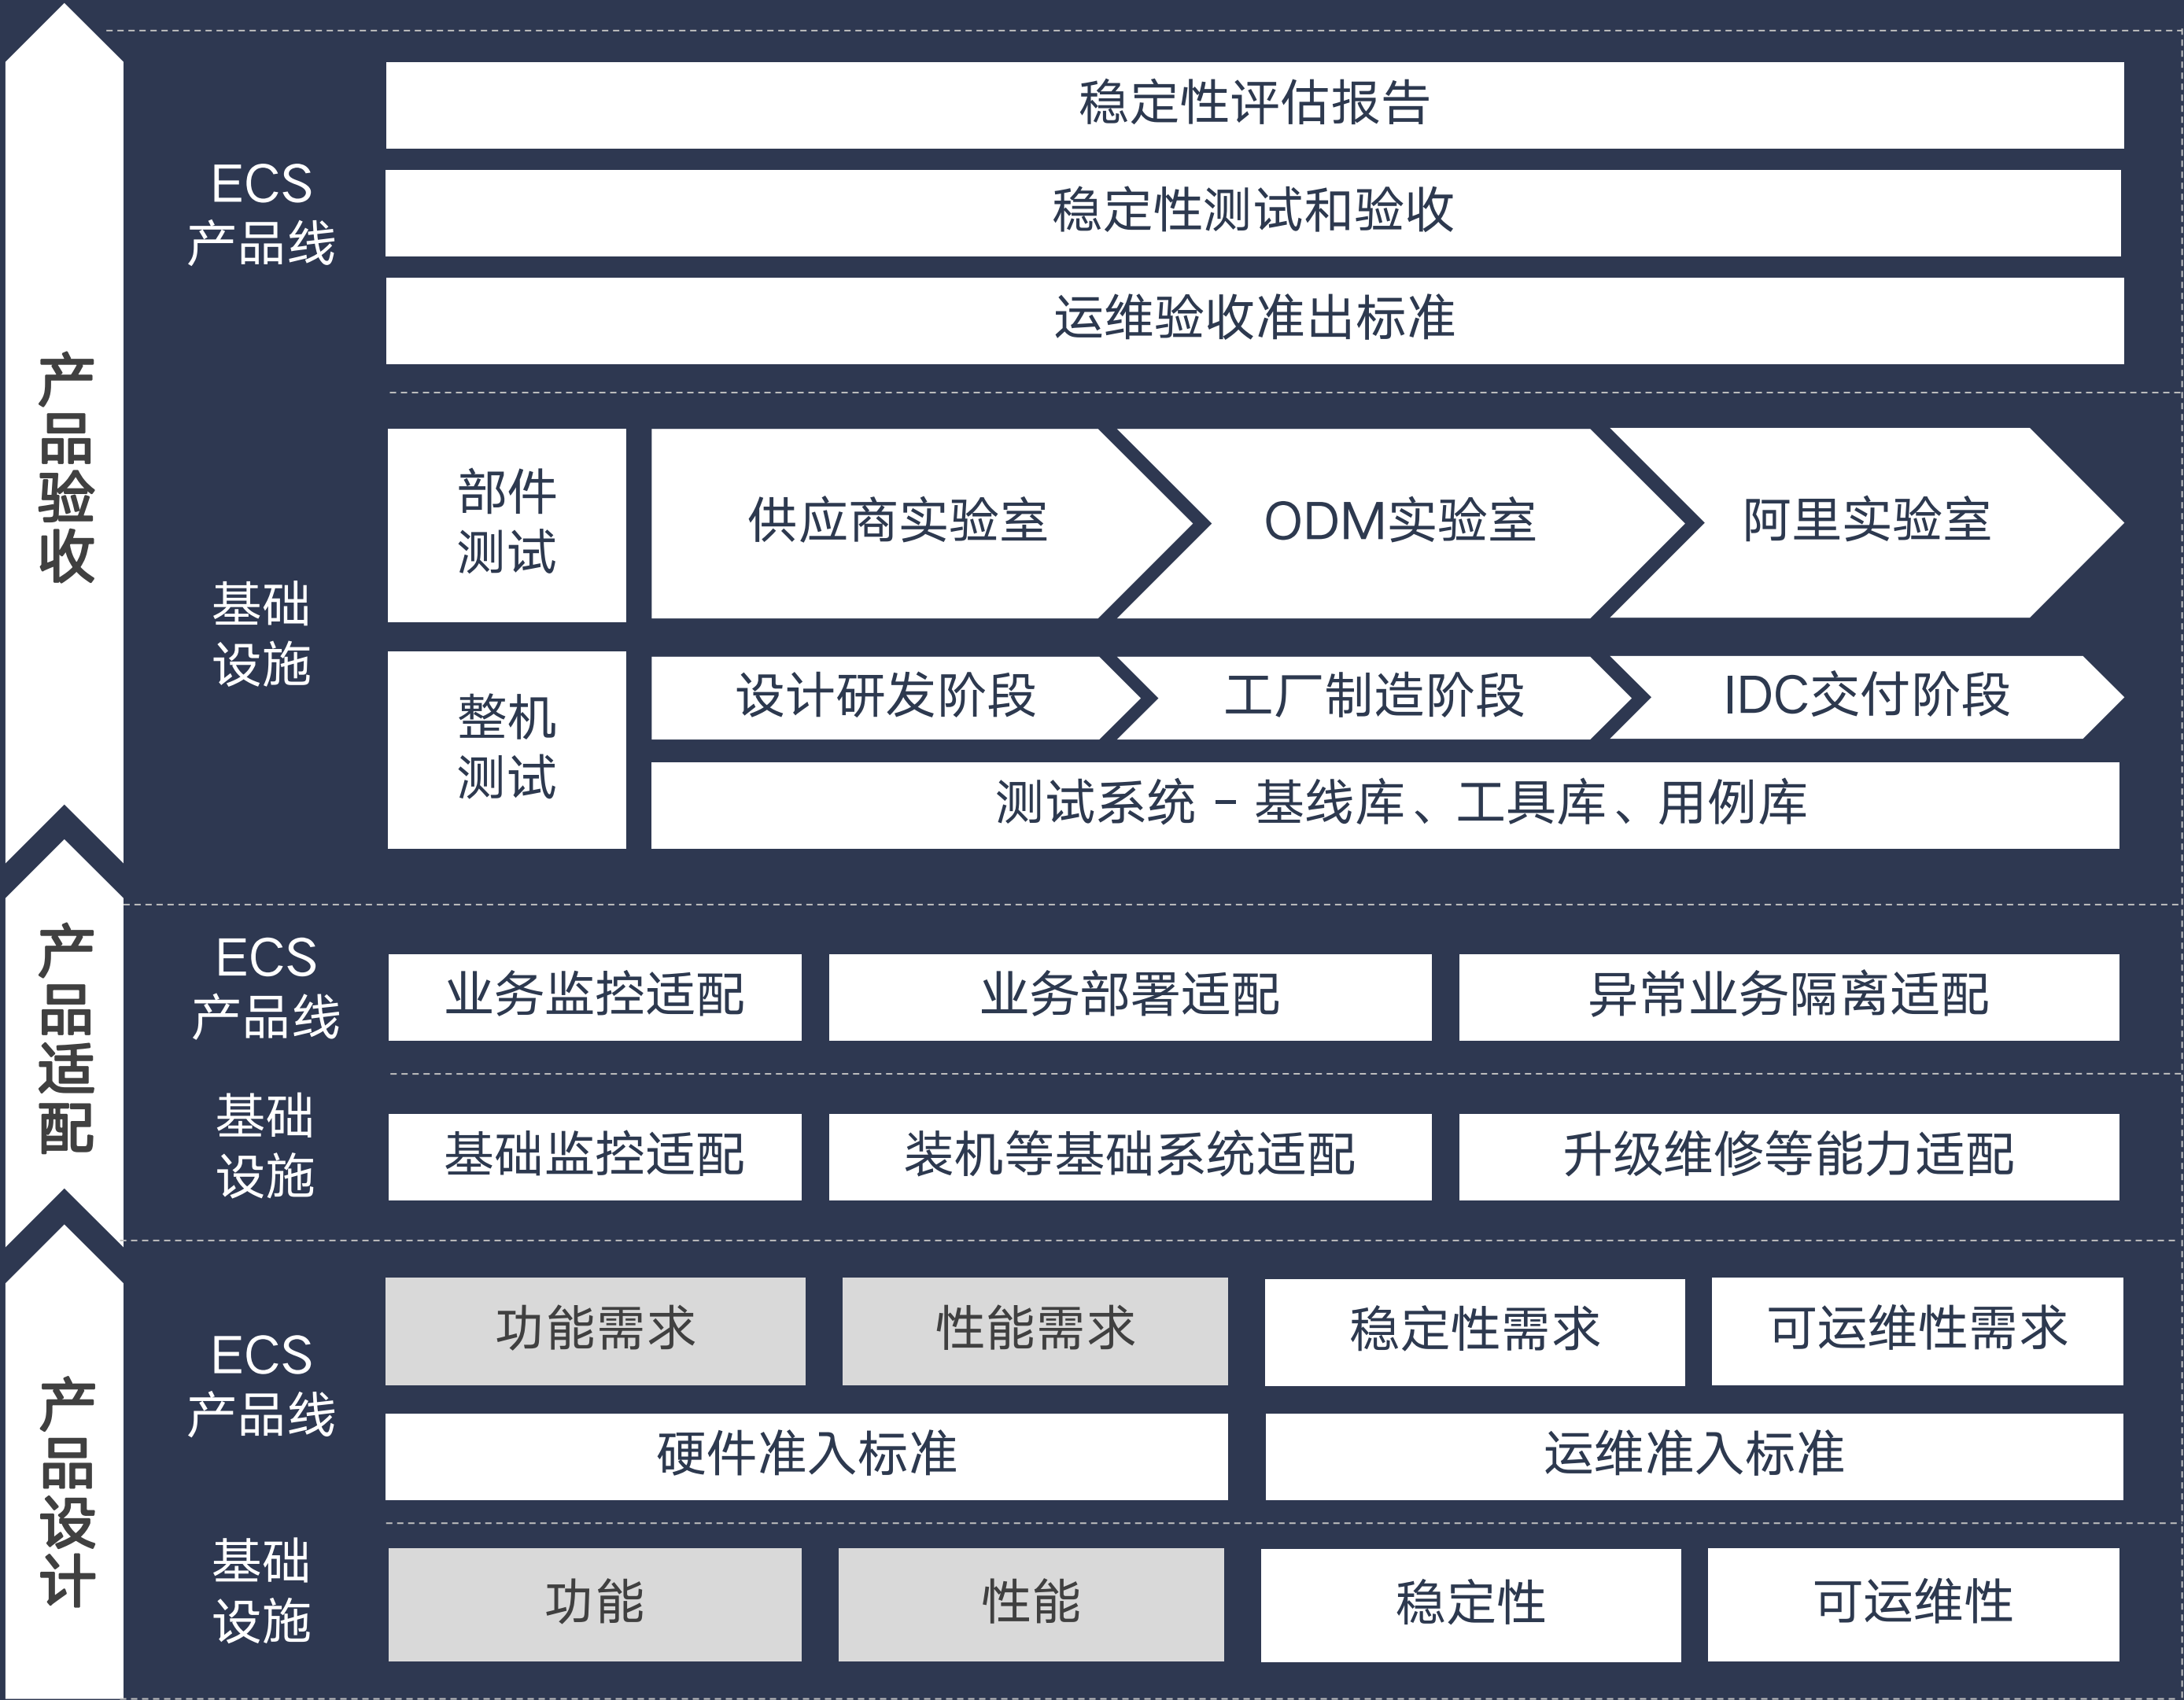 产
品
验
收
ECS
产品线
稳定性评估报告
稳定性测试和验收
运维验收准出标准
基础
设施
部件
测试
供应商实验室
ODM实验室
阿里实验室
整机
测试
设计研发阶段
工厂制造阶段
IDC交付阶段
测试系统 - 基线库、工具库、用例库
产
品
适
配
ECS
产品线
业务监控适配
业务部署适配
异常业务隔离适配
基础
设施
基础监控适配
装机等基础系统适配
升级维修等能力适配
产
品
设
计
ECS
产品线
功能需求
性能需求
稳定性需求
可运维性需求
硬件准入标准
运维准入标准
基础
设施
功能
性能
稳定性
可运维性